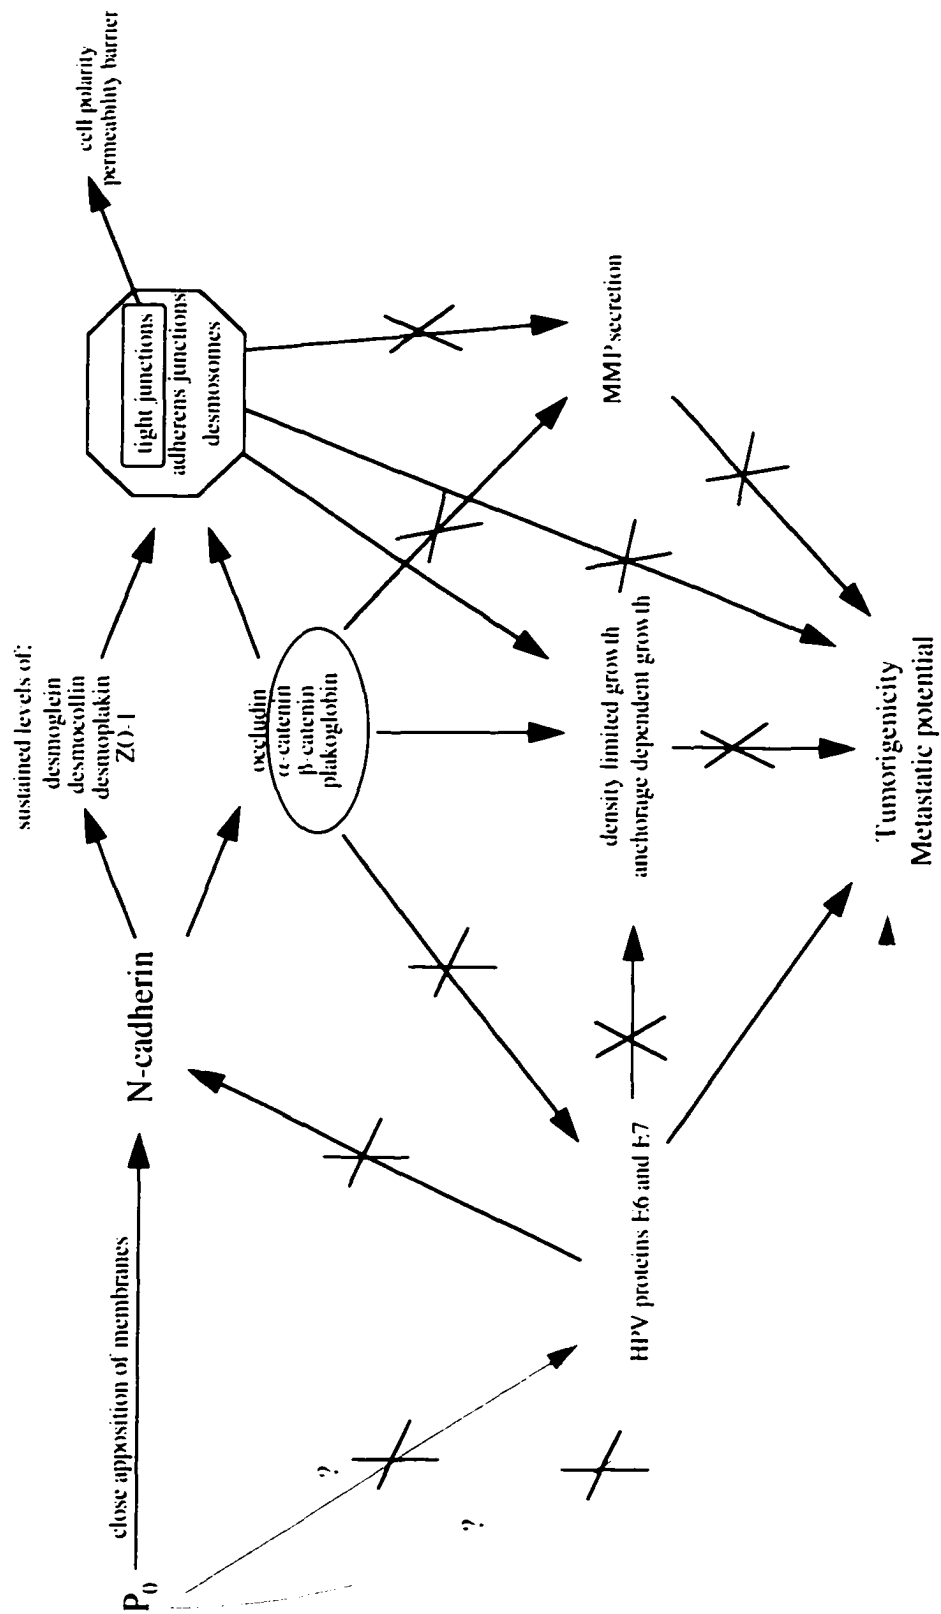 P0
close apposition of membranes
N-cadherin
sustained levels of:
desmoglein
desmocollin
desmoplakin
ZO-1
occludin
α-catenin
β-catenin
plakoglobin
tight junctions
adherens junctions
desmosomes
cell polarity
permeability barrier
?
?
HPV proteins E6 and E7
density limited growth
anchorage dependent growth
MMP secretion
Tumorigenicity
Metastatic potential